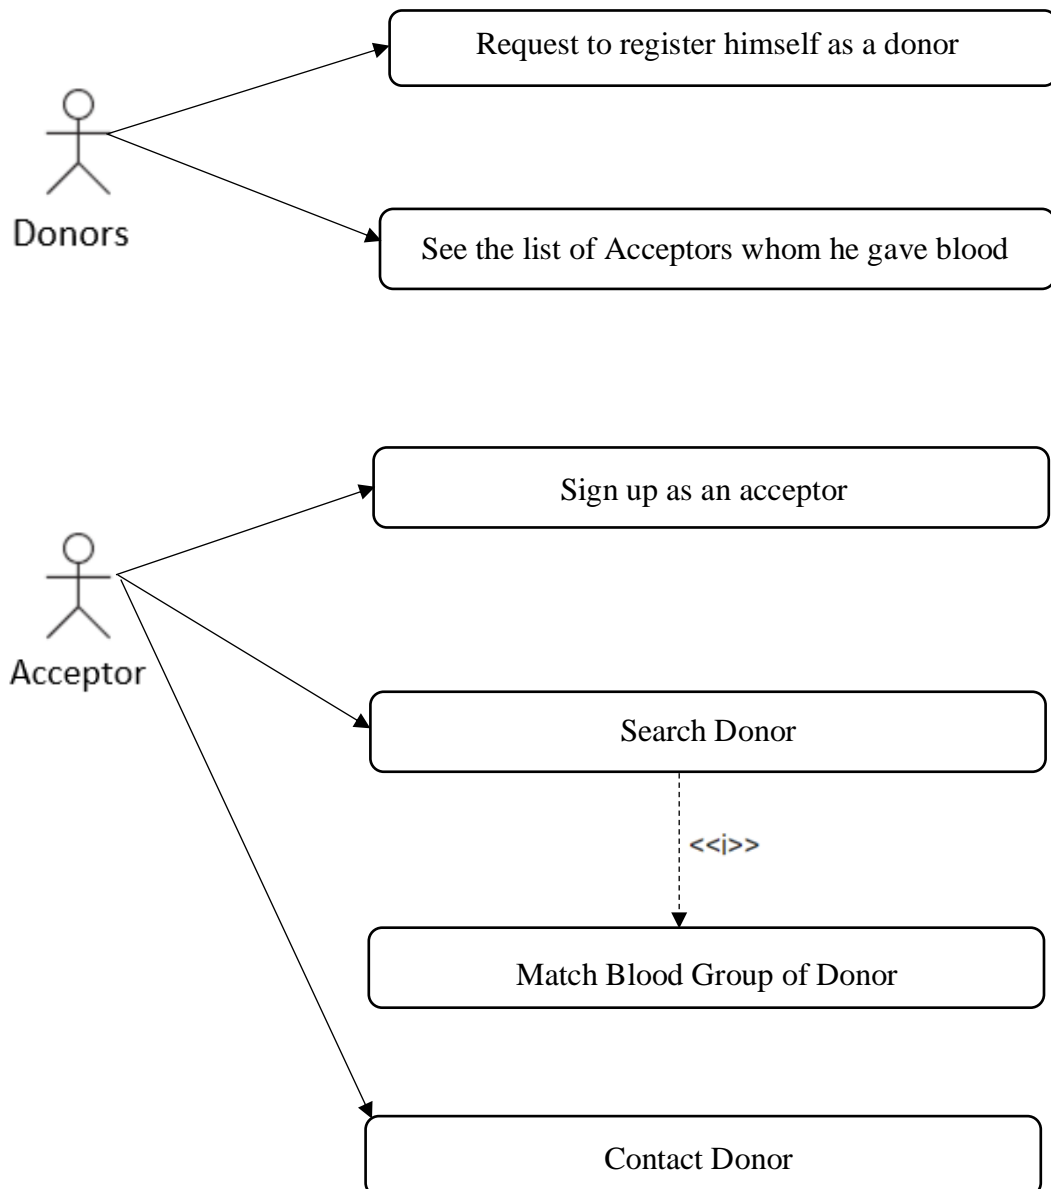 Request to register himself as a donor
Donors
See the list of Acceptors whom he gave blood
Sign up as an acceptor
Acceptor
Search Donor
<<i>>
Match Blood Group of Donor
Contact Donor